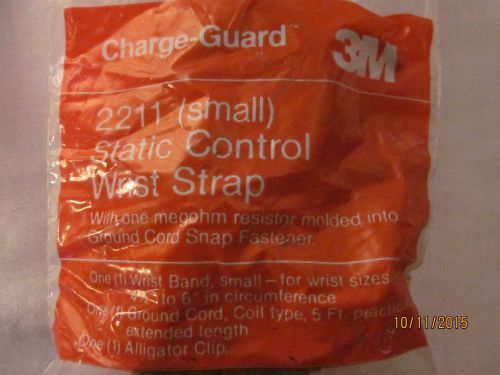 Charge-Guard™
3M
2211 (small)
Static Control
Wrist Strap
With one megohm resistor molded into
Ground Cord Snap Fastener.
One (1) Wrist Band, small–for wrist sizes
to 6" in circumference
One (1) Ground Cord, Coil type, 5 Ft. practical
extended length
One (1) Alligator Clip.
10/11/2015